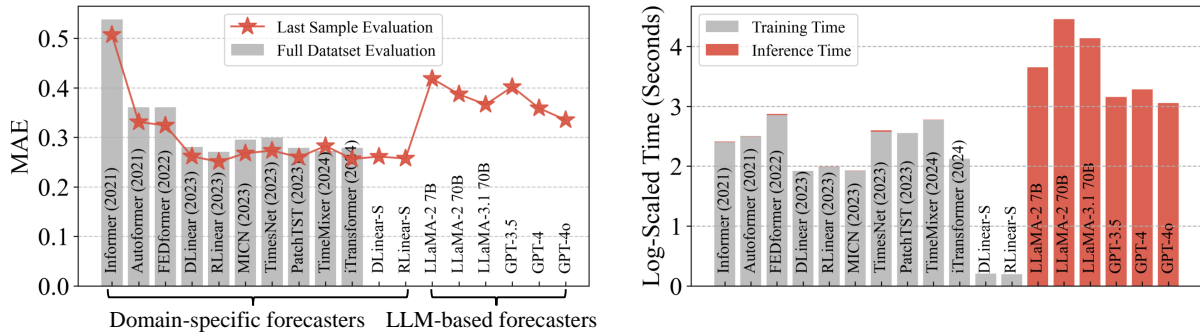 MAE
0.5
0.4
0.3
0.2
0.1
0.0
Last Sample Evaluation
Full Datatset Evaluation
Informer (2021)
Autoformer (2021)
FEDformer (2022)
DLinear (2023)
RLinear (2023)
MICN (2023)
TimesNet (2023)
PatchTST (2023)
TimeMixer (2024)
iTransformer (2024)
DLinear-S
RLinear-S
LLaMA-2 7B
LLaMA-2 70B
LLaMA-3.1 70B
GPT-3.5
GPT-4
GPT-4o
Domain-specific forecasters
LLM-based forecasters
Log-Scaled Time (Seconds)
4
3
2
1
0
Training Time
Inference Time
Informer (2021)
Autoformer (2021)
FEDformer (2022)
DLinear (2023)
RLinear (2023)
MICN (2023)
TimesNet (2023)
PatchTST (2023)
TimeMixer (2024)
iTransformer (2024)
DLinear-S
RLinear-S
LLaMA-2 7B
LLaMA-2 70B
LLaMA-3.1 70B
GPT-3.5
GPT-4
GPT-4o